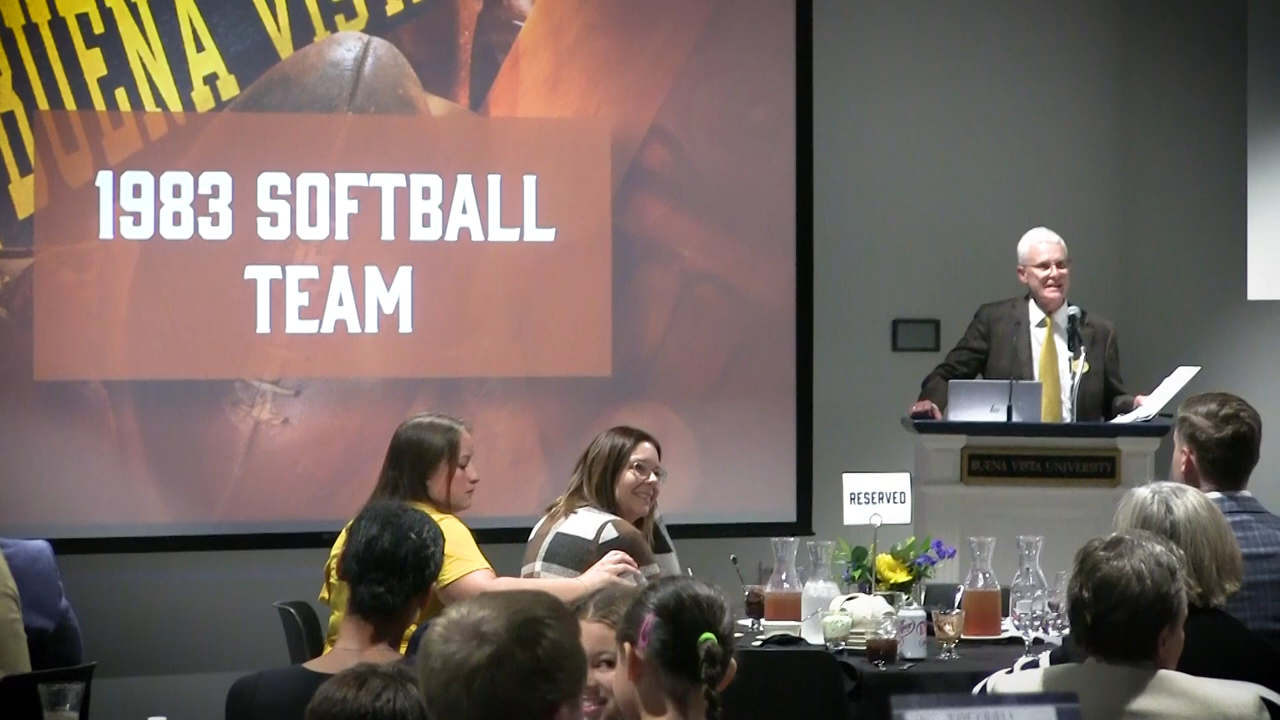 BUENA VISTA
1983 SOFTBALL
TEAM
RESERVED
BUENA VISTA UNIVERSITY